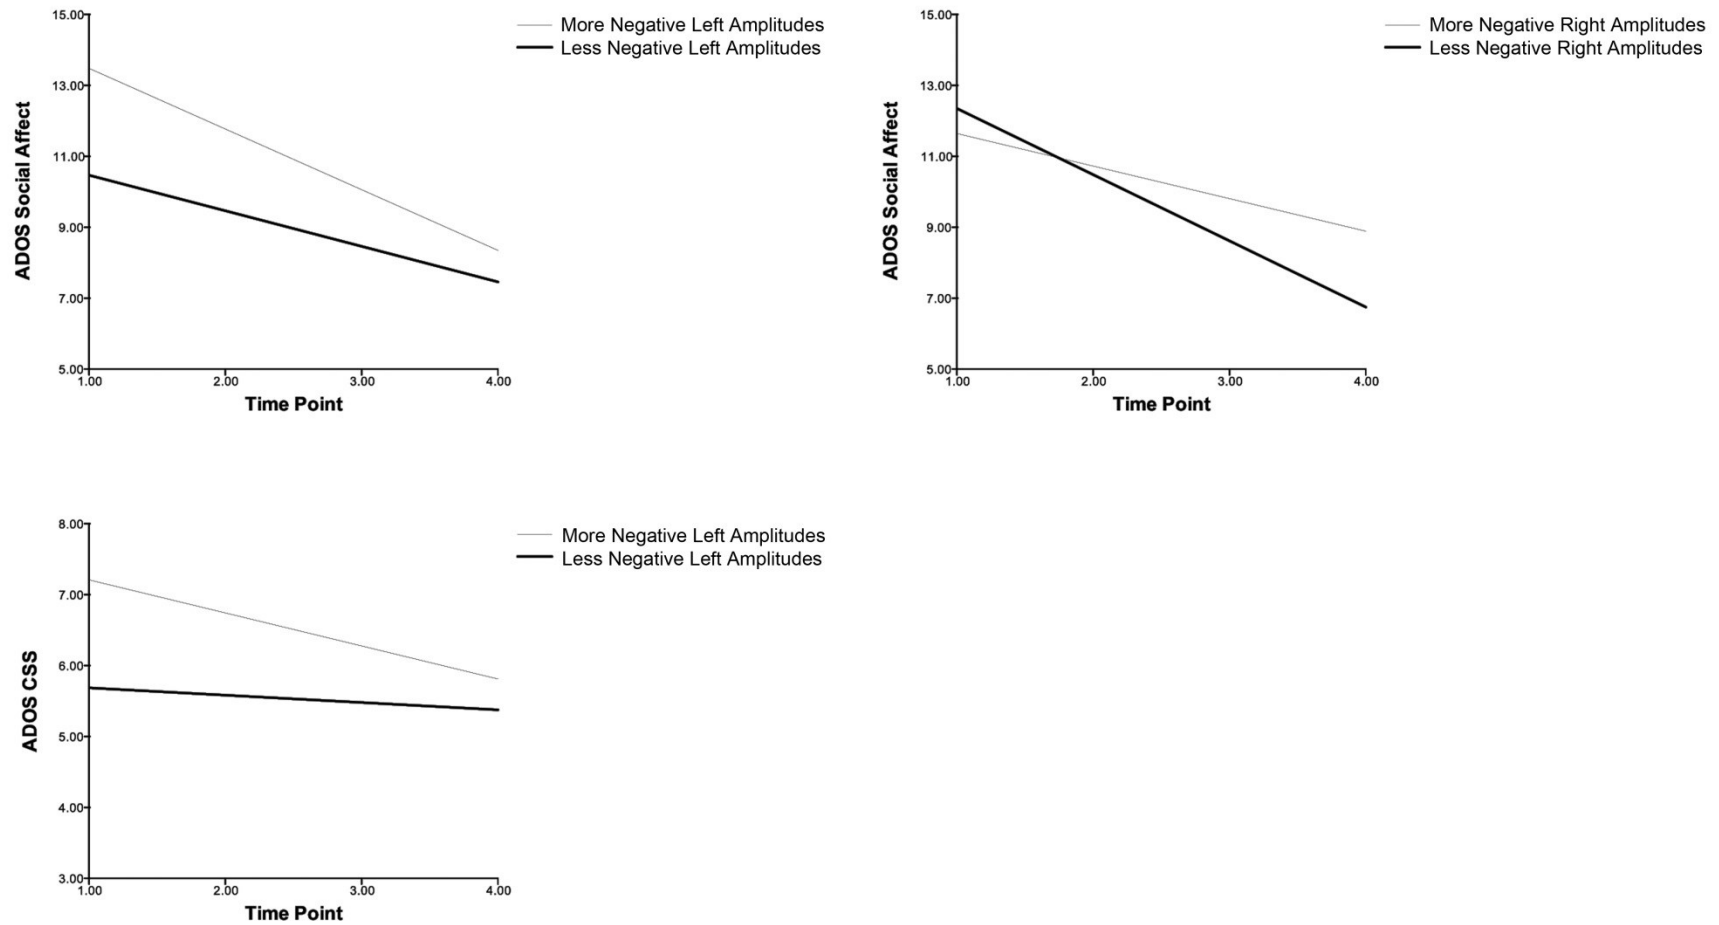 15.00
13.00
11.00
9.00
7.00
5.00
ADOS Social Affect
1.00 2.00 3.00 4.00
Time Point
More Negative Left Amplitudes
Less Negative Left Amplitudes
15.00
13.00
11.00
9.00
7.00
5.00
ADOS Social Affect
1.00 2.00 3.00 4.00
Time Point
More Negative Right Amplitudes
Less Negative Right Amplitudes
8.00
7.00
6.00
5.00
4.00
3.00
ADOS CSS
1.00 2.00 3.00 4.00
Time Point
More Negative Left Amplitudes
Less Negative Left Amplitudes